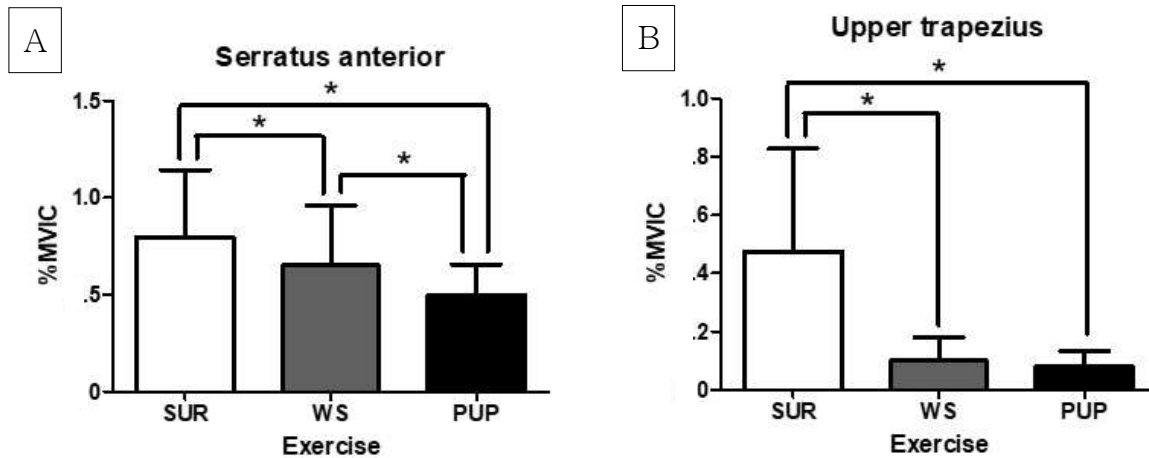 A
Serratus anterior
*
*
*
1.5
1.0
.5
0
%MVIC
SUR WS PUP
Exercise
B
Upper trapezius
*
*
1.0
.8
.6
.4
.2
0
%MVIC
SUR WS PUP
Exercise